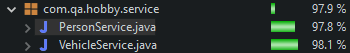 com.qa.hobby.service 97.9 %
PersonService.java 97.8 %
VehicleService.java 98.1 %